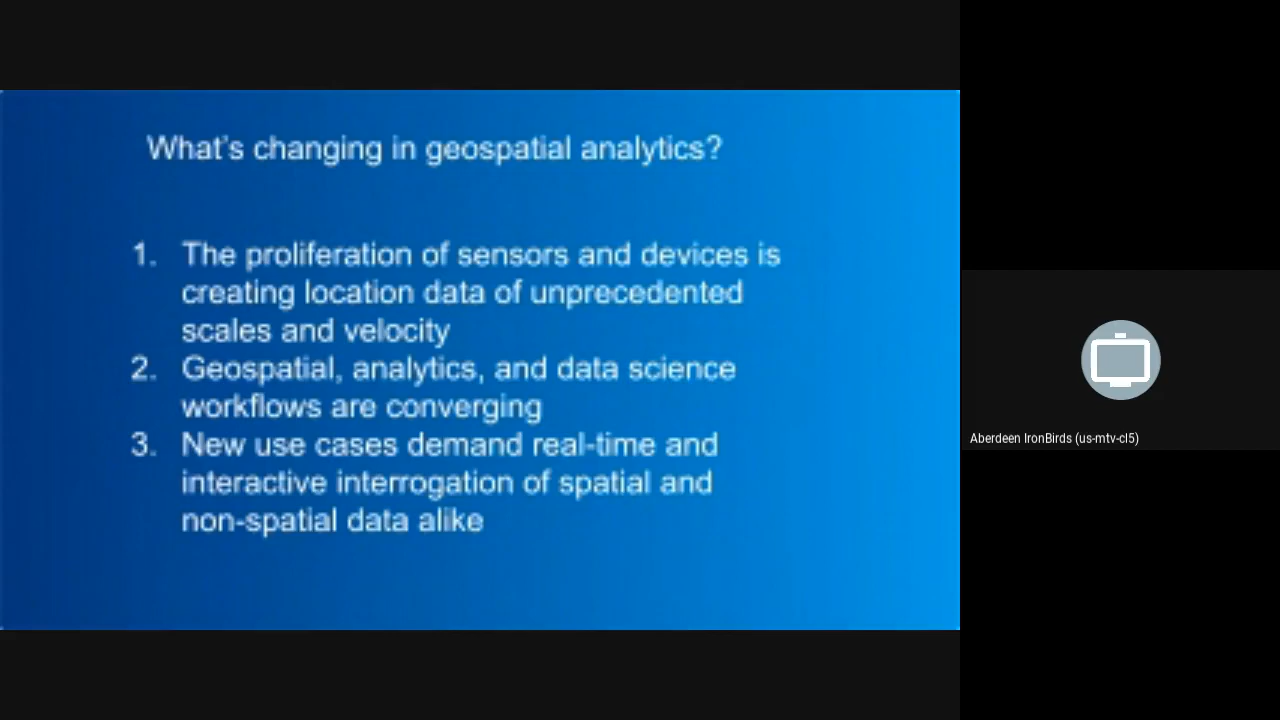 What's changing in geospatial analytics?
1. The proliferation of sensors and devices is
creating location data of unprecedented
scales and velocity
2. Geospatial, analytics, and data science
workflows are converging
3. New use cases demand real-time and
interactive interrogation of spatial and
non-spatial data alike
Aberdeen IronBirds (us-mtv-cl5)